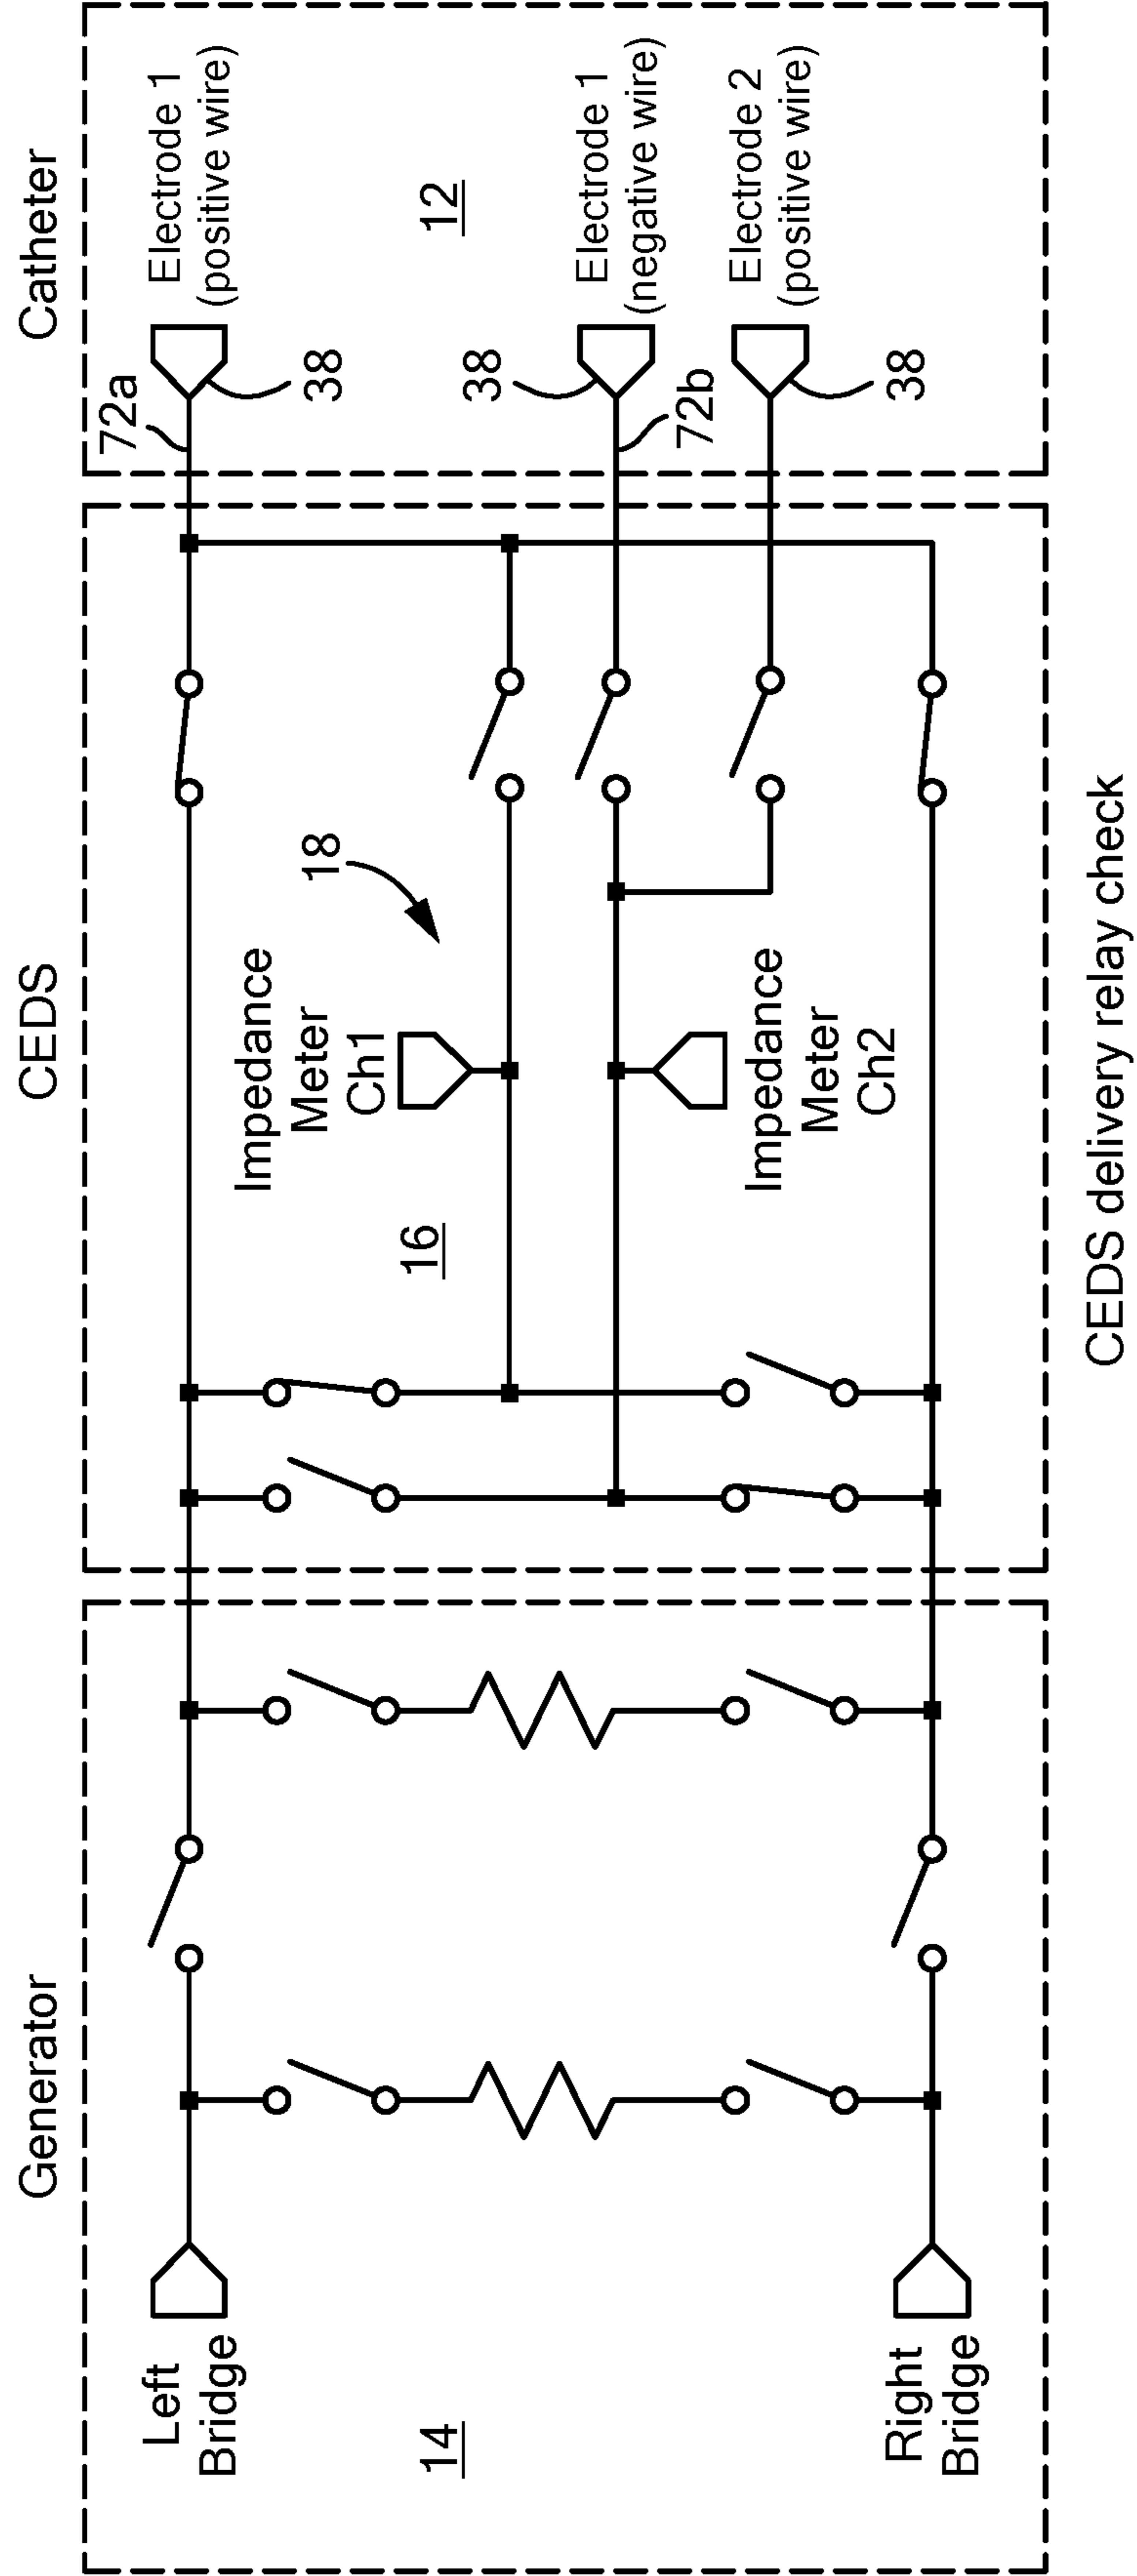 Generator
CEDS
Catheter
Left
Bridge
14
Right
Bridge
16
Impedance
Meter
Ch1
18
Impedance
Meter
Ch2
72a
38
Electrode 1
(positive wire)
12
38
72b
Electrode 1
(negative wire)
38
Electrode 2
(positive wire)
CEDS delivery relay check